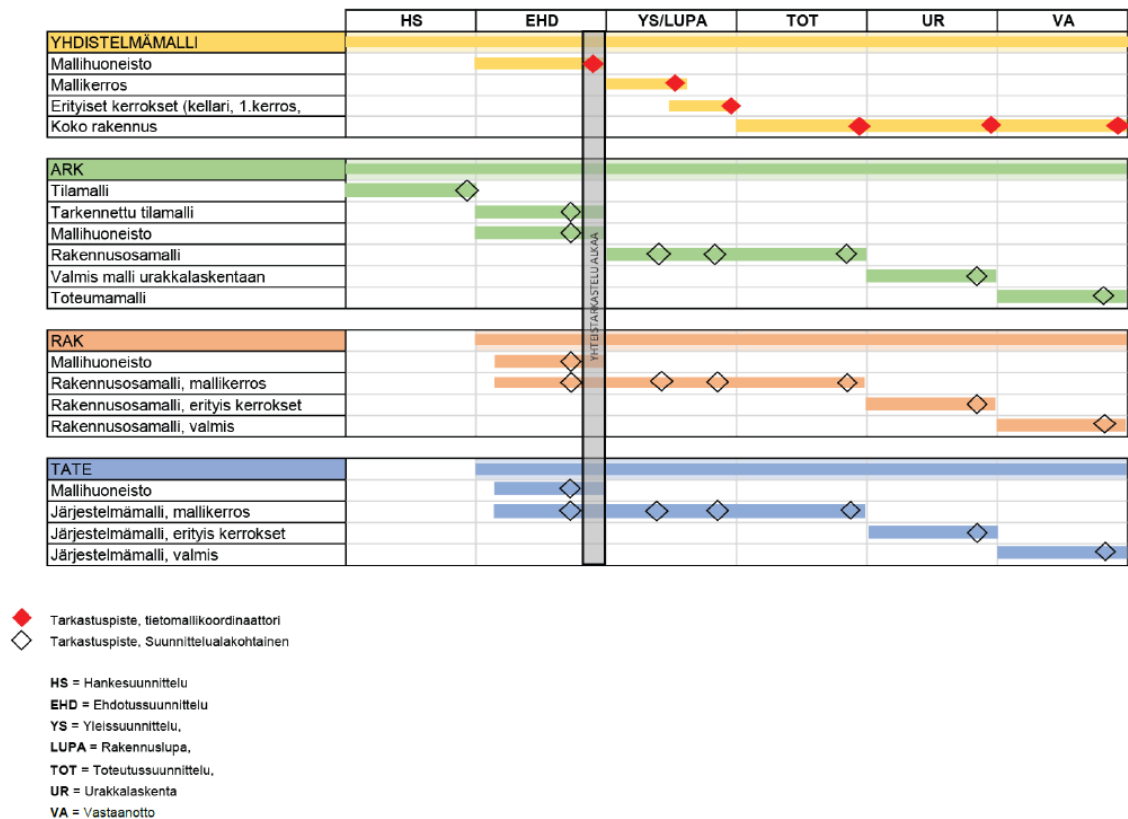 HS EHD YS/LUPA TOT UR VA
YHDISTELMÄMALLI
Mallihuoneisto
Mallikerros
Erityiset kerrokset (kellari, 1.kerros,
Koko rakennus
ARK
Tilamalli
Tarkennettu tilamalli
Mallihuoneisto
Rakennusosamalli
Valmis malli urakkalaskentaan
Toteumamalli
YHTEISTARKASTELU ALKAA
RAK
Mallihuoneisto
Rakennusosamalli, mallikerros
Rakennusosamalli, erityis kerrokset
Rakennusosamalli, valmis
TATE
Mallihuoneisto
Järjestelmämalli, mallikerros
Järjestelmämalli, erityis kerrokset
Järjestelmämalli, valmis
Tarkastuspiste, tietomallikoordinaattori
Tarkastuspiste, Suunnittelualakohtainen
HS = Hankesuunnittelu
EHD = Ehdotussuunnittelu
YS = Yleissuunnittelu,
LUPA = Rakennuslupa,
TOT = Toteutussuunnittelu,
UR = Urakkalaskenta
VA = Vastaanotto